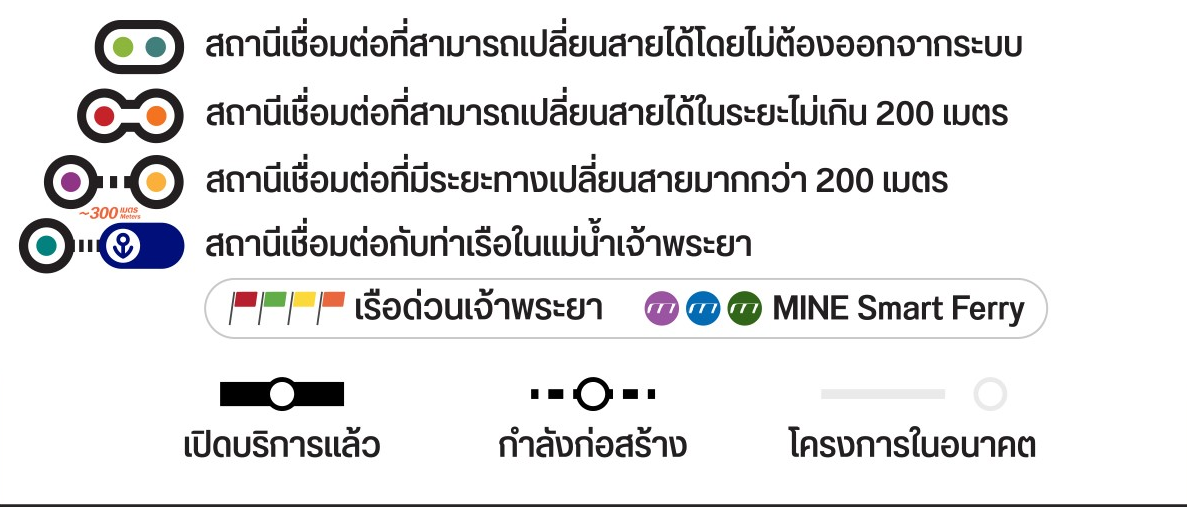 สถานีเชื่อมต่อที่สามารถเปลี่ยนสายได้โดยไม่ต้องออกจากระบบ
สถานีเชื่อมต่อที่สามารถเปลี่ยนสายได้ในระยะไม่เกิน 200 เมตร
สถานีเชื่อมต่อที่มีระยะทางเปลี่ยนสายมากกว่า 200 เมตร
~300 เมตร Meters
สถานีเชื่อมต่อกับท่าเรือในแม่น้ำเจ้าพระยา
เรือด่วนเจ้าพระยา MINE Smart Ferry
เปิดบริการแล้ว กำลังก่อสร้าง โครงการในอนาคต